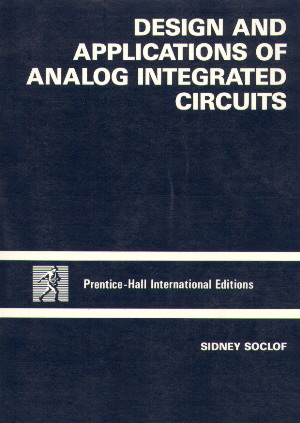 DESIGN AND
APPLICATIONS OF
ANALOG INTEGRATED
CIRCUITS
Prentice-Hall International Editions
SIDNEY SOCLOF